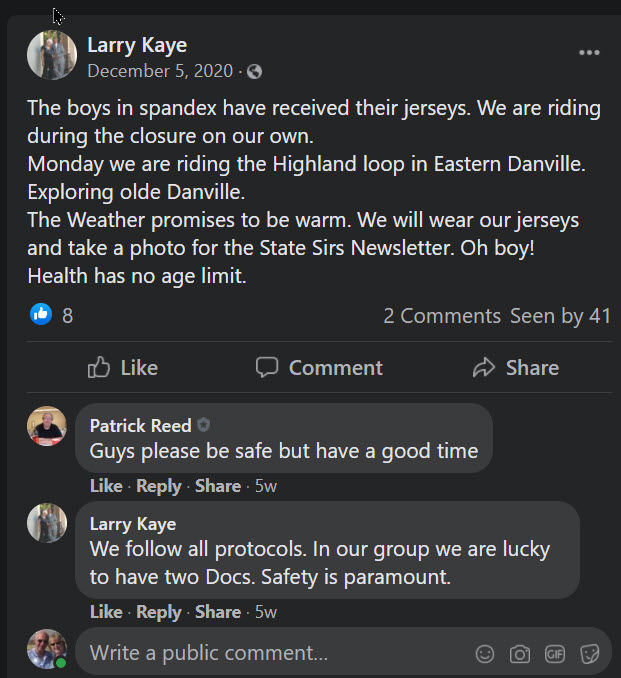 Larry Kaye
December 5, 2020 ·
The boys in spandex have received their jerseys. We are riding
during the closure on our own.
Monday we are riding the Highland loop in Eastern Danville.
Exploring olde Danville.
The Weather promises to be warm. We will wear our jerseys
and take a photo for the State Sirs Newsletter. Oh boy!
Health has no age limit.
8 2 Comments Seen by 41
Like Comment Share
Patrick Reed
Guys please be safe but have a good time
Like · Reply · Share · 5w
Larry Kaye
We follow all protocols. In our group we are lucky
to have two Docs. Safety is paramount.
Like · Reply · Share · 5w
Write a public comment... GIF